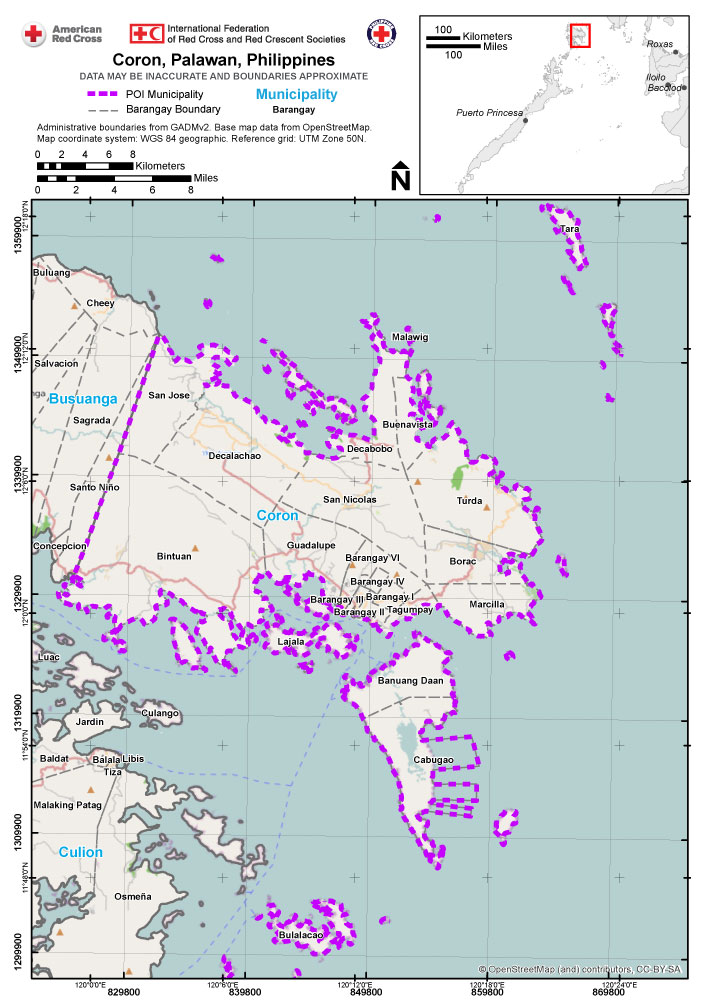 American
Red Cross
International Federation
of Red Cross and Red Crescent Societies
PHILIPPINE
RED CROSS
Coron, Palawan, Philippines
DATA MAY BE INACCURATE AND BOUNDARIES APPROXIMATE
POI Municipality
Municipality
Barangay Boundary
Barangay
Administrative boundaries from GADMv2. Base map data from OpenStreetMap.
Map coordinate system: WGS 84 geographic. Reference grid: UTM Zone 50N.
0 2 4 6 8
Kilometers
Miles
0 2 4 6 8
N
100
Kilometers
Miles
100
Roxas
Iloilo
Bacolod
Puerto Princesa
Tara
Buluang
Cheey
Malawig
Salvacion
San Jose
Busuanga
Sagrada
Buenavista
Decabobo
Decalachao
Santo Niño
San Nicolas
Turda
Coron
Concepcion
Bintuan
Guadalupe
Barangay VI
Borac
Barangay IV
Barangay III
Barangay I
Barangay II
Tagumpay
Marcilla
Lajala
Luac
Banuang Daan
Culango
Jardin
Baldat
Balala
Libis
Tiza
Cabugao
Malaking Patag
Culion
Osmeña
Bulalacao
© OpenStreetMap (and) contributors, CC-BY-SA
1359900
12°18'0"N
1349900
12°12'0"N
1339900
12°6'0"N
1329900
12°0'0"N
1319900
11°54'0"N
1309900
11°48'0"N
1299900
120°0'0"E
120°6'0"E
120°12'0"E
120°18'0"E
120°24'0"E
829800
839800
849800
859800
869800